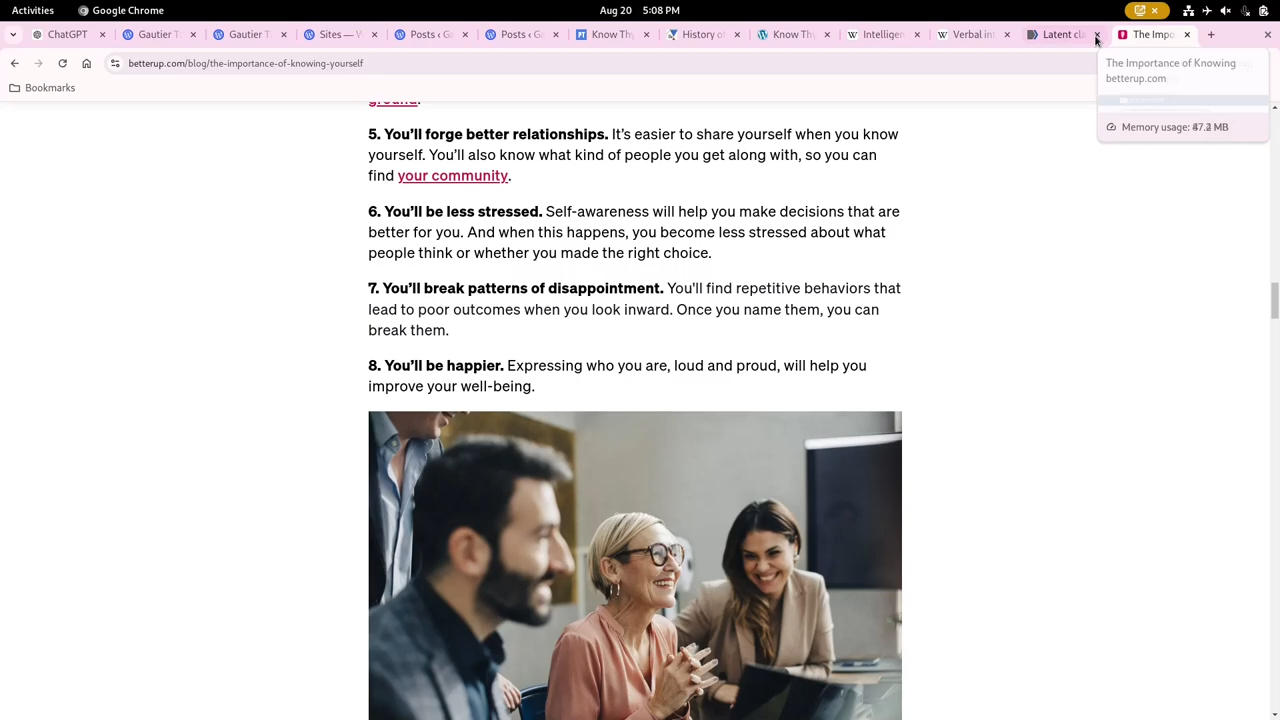 Activities Google Chrome Aug 20 5:08 PM
ChatGPT Gautier T Gautier T Sites — Posts ‹ G Posts ‹ G Know Thy History of Know Thy Intelligen Verbal in Latent cla The Impo
betterup.com/blog/the-importance-of-knowing-yourself
Bookmarks
The Importance of Knowing
betterup.com
Memory usage: MB
ground.
5. You’ll forge better relationships. It’s easier to share yourself when you know
yourself. You’ll also know what kind of people you get along with, so you can
find your community.
6. You’ll be less stressed. Self-awareness will help you make decisions that are
better for you. And when this happens, you become less stressed about what
people think or whether you made the right choice.
7. You’ll break patterns of disappointment. You'll find repetitive behaviors that
lead to poor outcomes when you look inward. Once you name them, you can
break them.
8. You’ll be happier. Expressing who you are, loud and proud, will help you
improve your well-being.